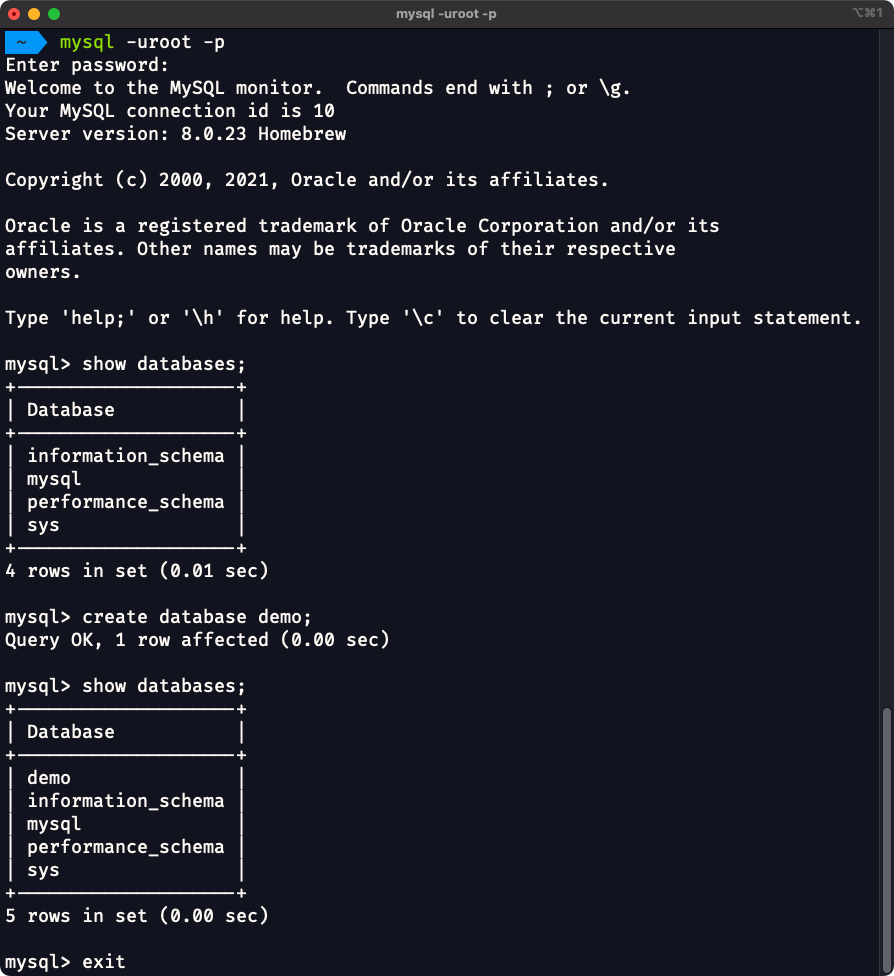 mysql -uroot -p
⌥⌘1
~ mysql -uroot -p
Enter password:
Welcome to the MySQL monitor.  Commands end with ; or \g.
Your MySQL connection id is 10
Server version: 8.0.23 Homebrew

Copyright (c) 2000, 2021, Oracle and/or its affiliates.

Oracle is a registered trademark of Oracle Corporation and/or its
affiliates. Other names may be trademarks of their respective
owners.

Type 'help;' or '\h' for help. Type '\c' to clear the current input statement.

mysql> show databases;
+--------------------+
| Database           |
+--------------------+
| information_schema |
| mysql              |
| performance_schema |
| sys                |
+--------------------+
4 rows in set (0.01 sec)

mysql> create database demo;
Query OK, 1 row affected (0.00 sec)

mysql> show databases;
+--------------------+
| Database           |
+--------------------+
| demo               |
| information_schema |
| mysql              |
| performance_schema |
| sys                |
+--------------------+
5 rows in set (0.00 sec)

mysql> exit